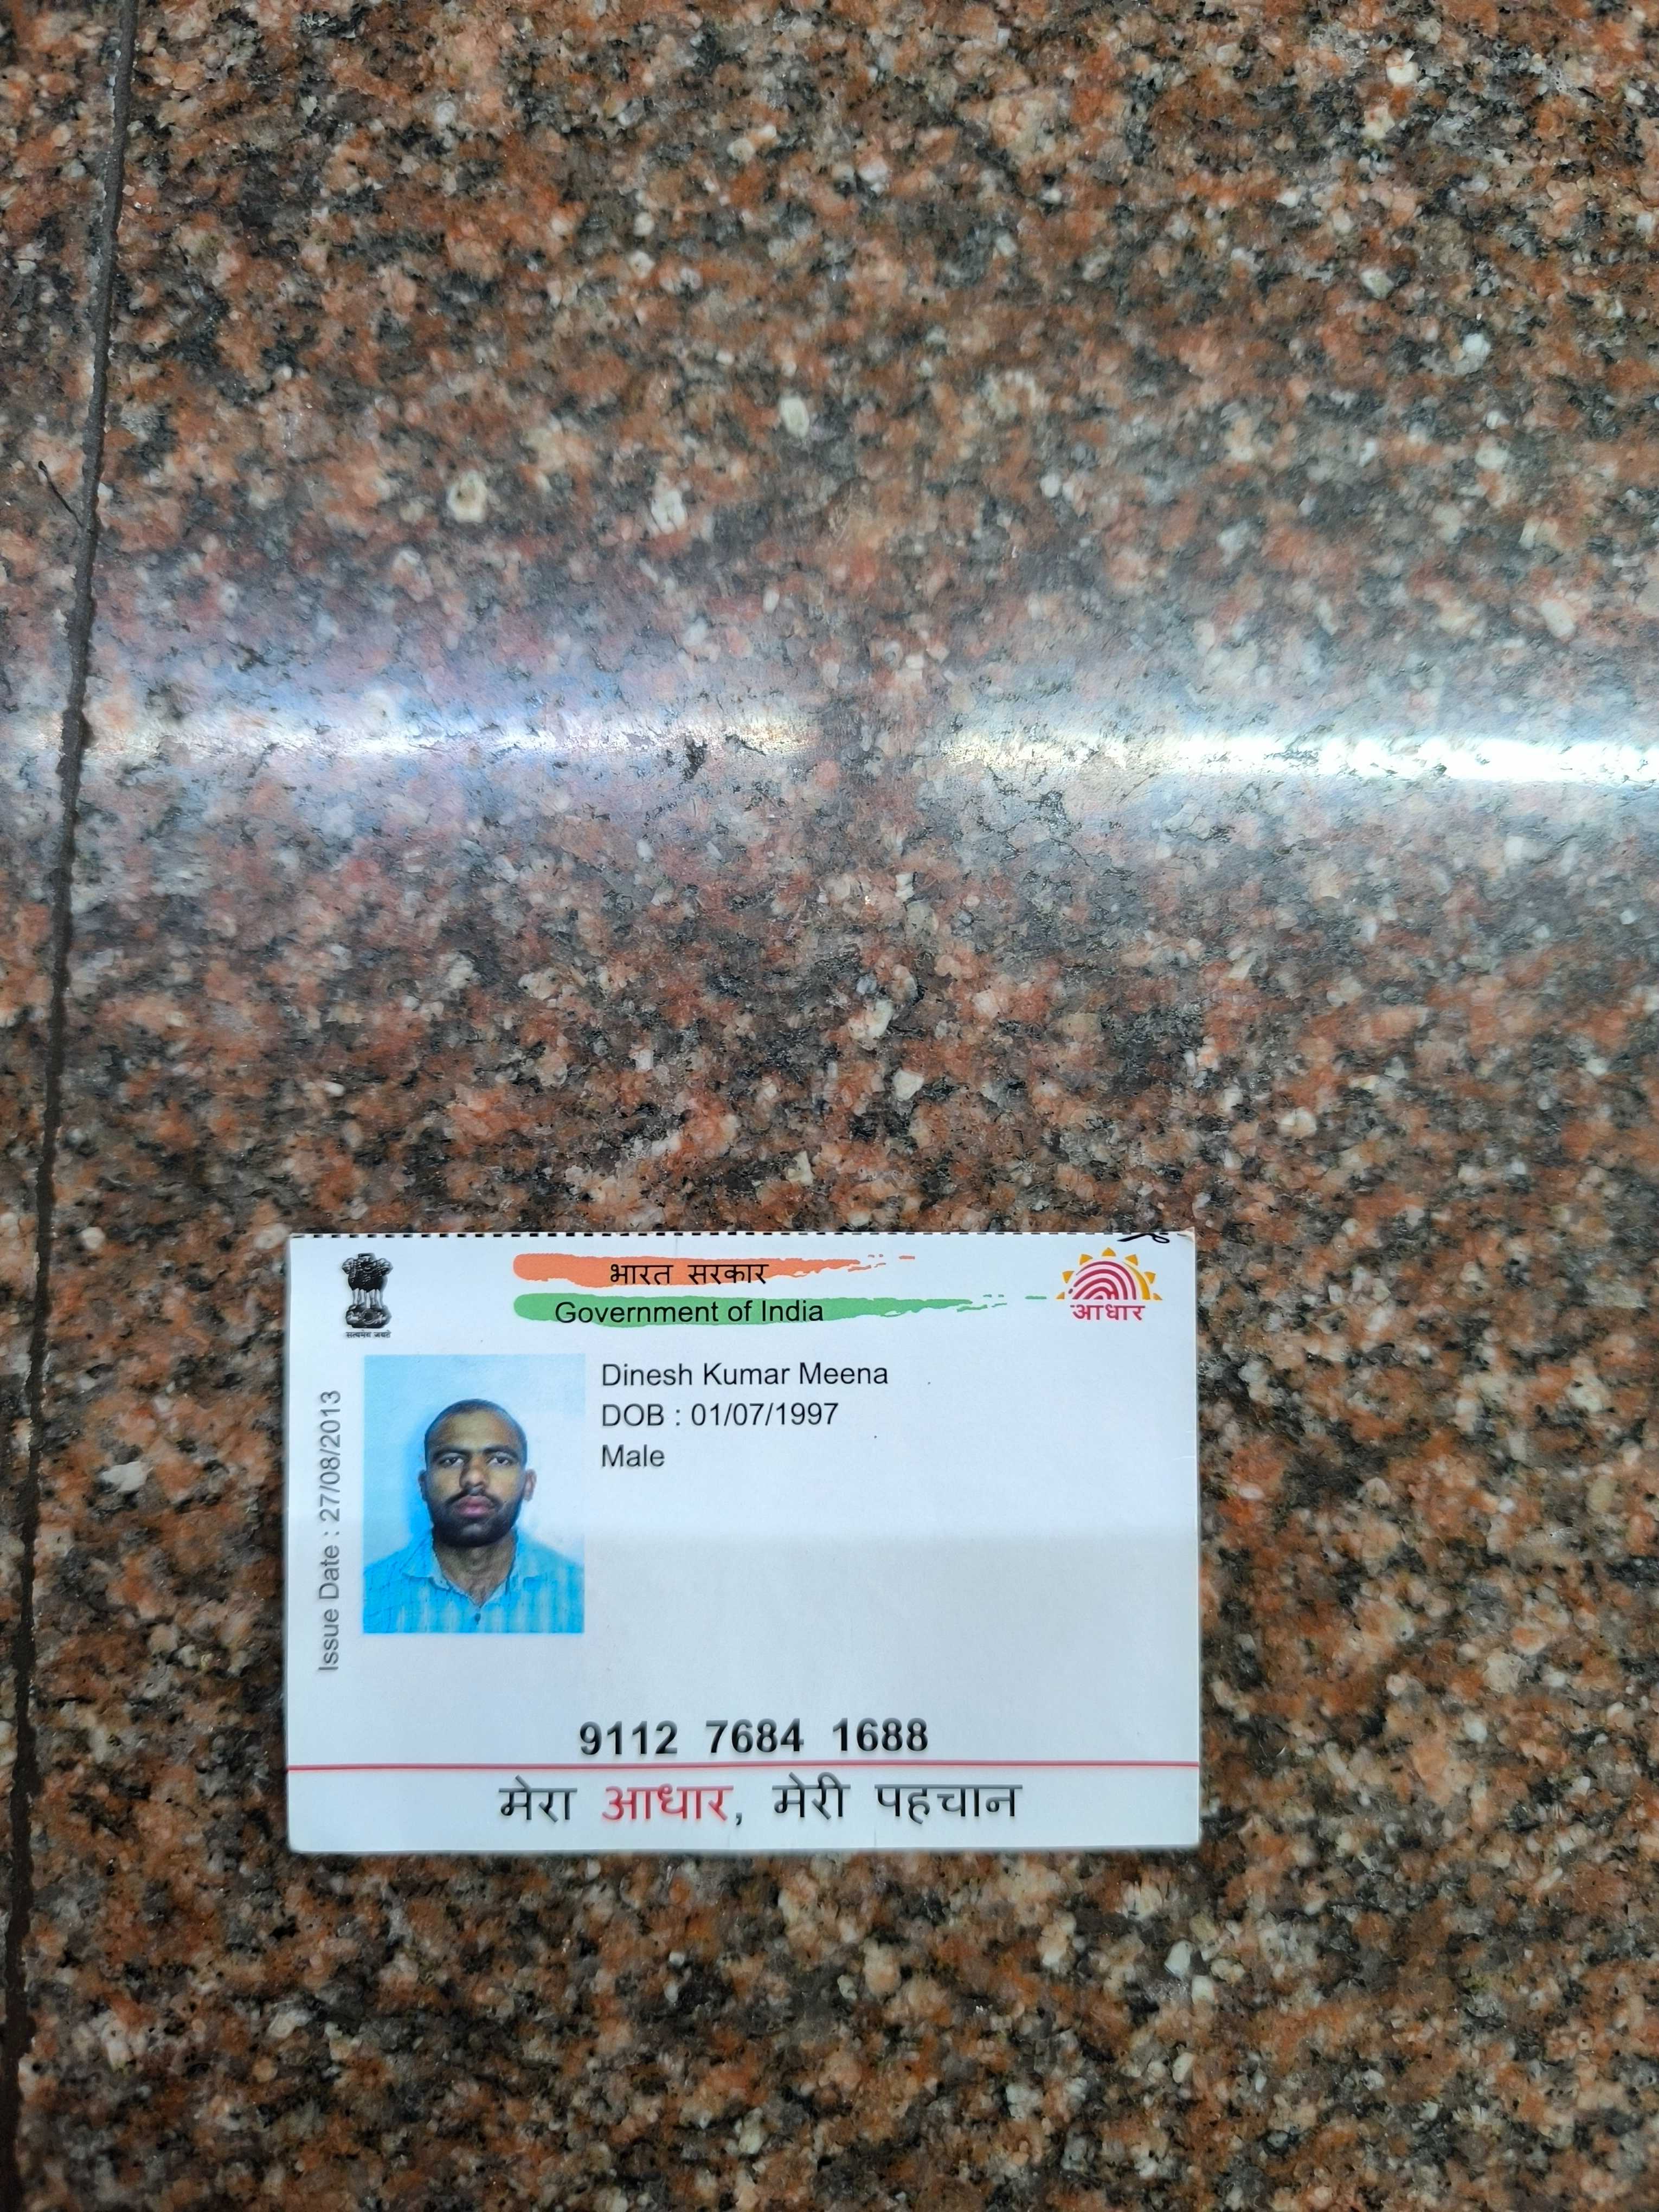 भारत सरकार
Government of India
सत्यमेव जयते
आधार
Issue Date : 27/08/2013
Dinesh Kumar Meena
DOB : 01/07/1997
Male
9112 7684 1688
मेरा आधार, मेरी पहचान